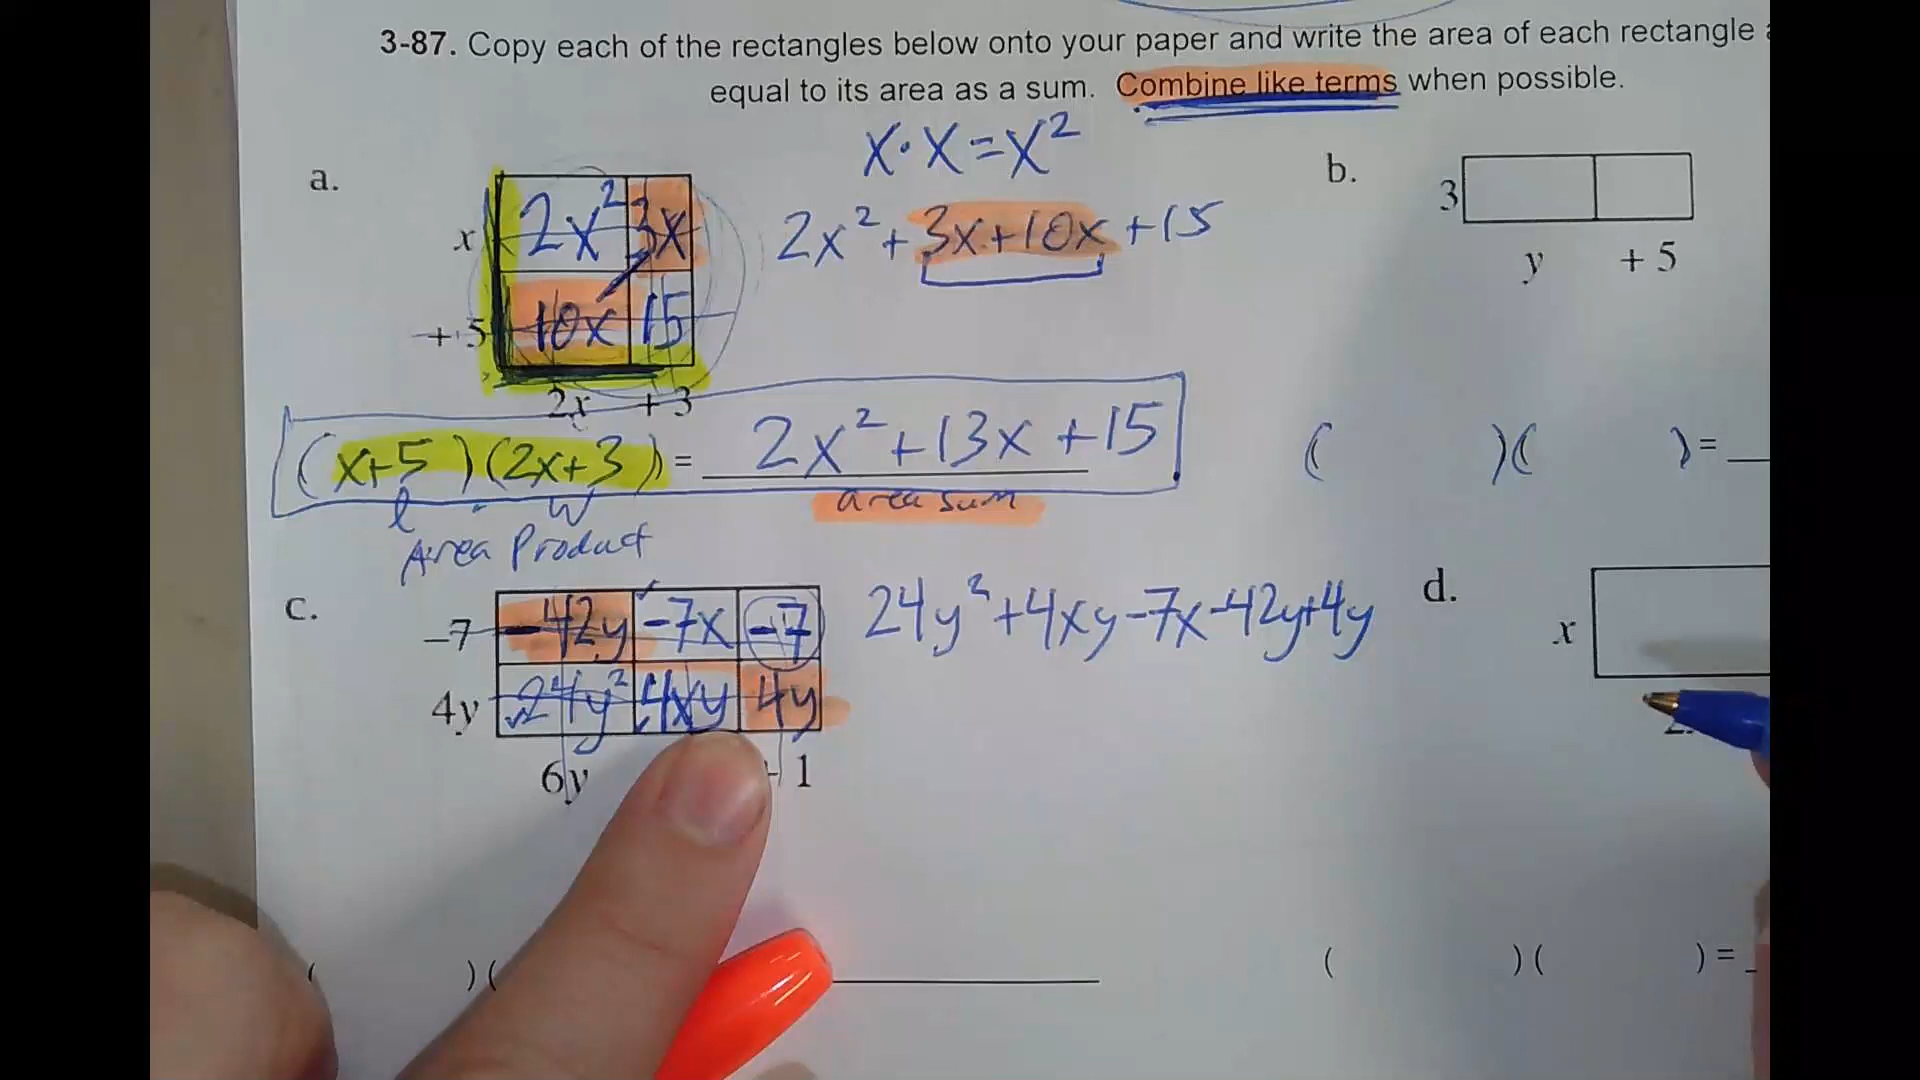 3-87. Copy each of the rectangles below onto your paper and write the area of each rectangle
equal to its area as a sum. Combine like terms when possible.
x·x=x²
a.
2x² 3x
x
10x 15
+5
2x +3
2x²+3x+10x+15
b.
3
y +5
(x+5)(2x+3)= 2x²+13x+15
l · w
area sum
Area Product
( )( )=
c.
-7
-42y -7x -7
4y
24y² 4xy 4y
6y 1
24y²+4xy-7x-42y+4y
d.
x
( )(
( )( )=